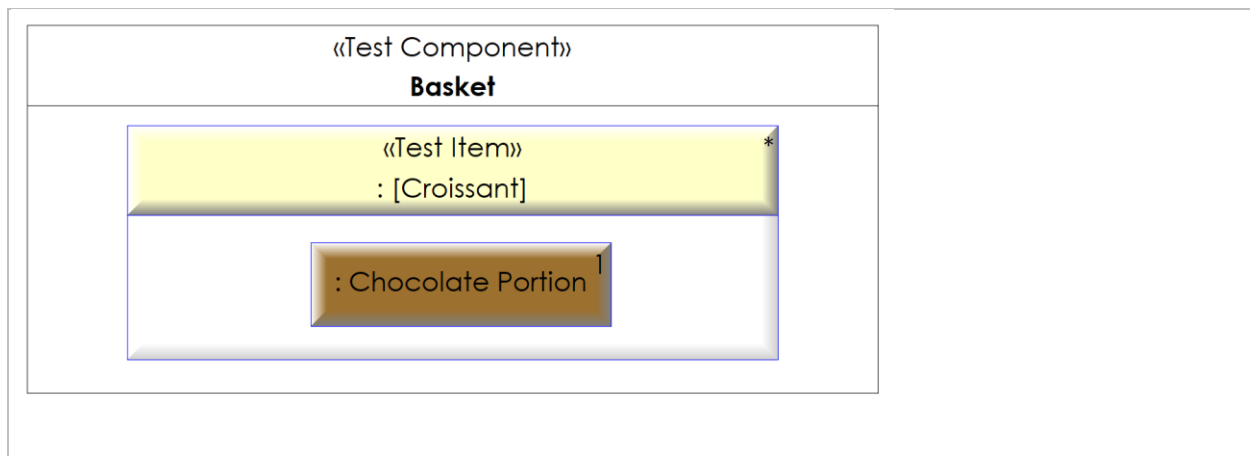 «Test Component»
Basket
«Test Item»
*
: [Croissant]
1
: Chocolate Portion